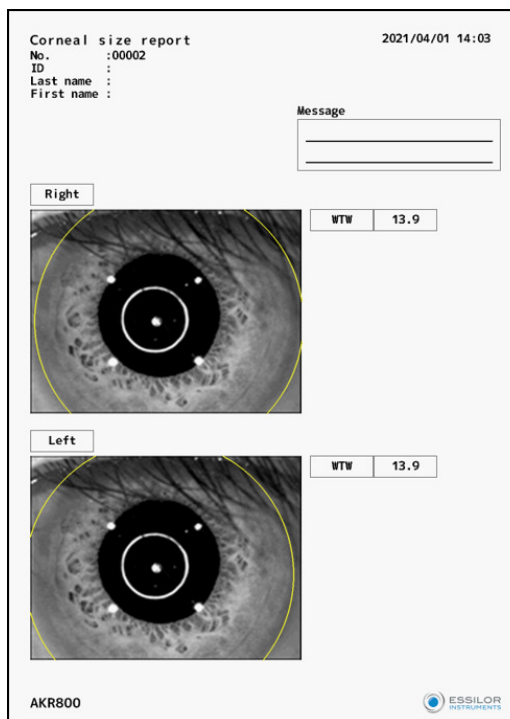 Corneal size report
2021/04/01 14:03
No. :00002
ID :
Last name :
First name :
Message
Right
WTW 13.9
Left
WTW 13.9
AKR800
ESSILOR
INSTRUMENTS